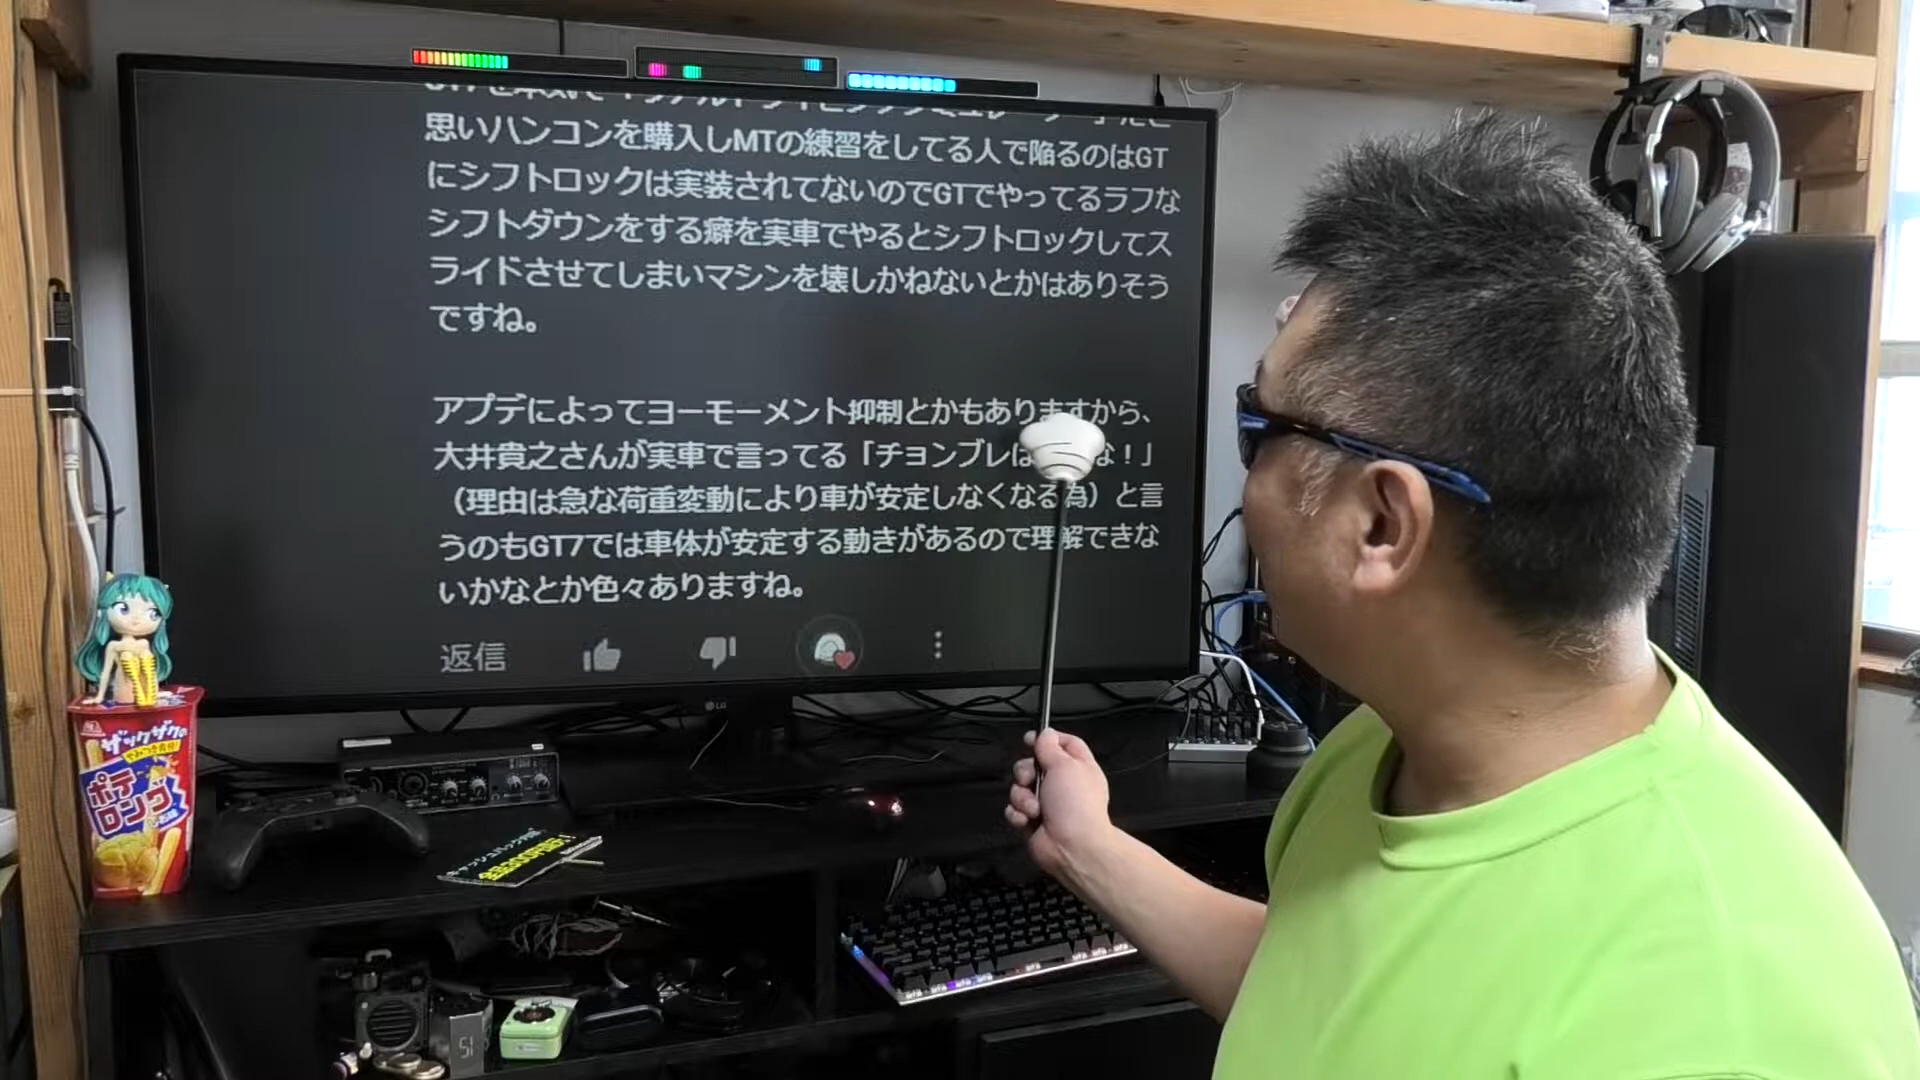 思いハンコンを購入しMTの練習をしてる人で陥るのはGT
にシフトロックは実装されてないのでGTでやってるラフな
シフトダウンをする癖を実車でやるとシフトロックしてス
ライドさせてしまいマシンを壊しかねないとかはありそう
ですね。
アプデによってヨーモーメント抑制とかもありますから、
大井貴之さんが実車で言ってる「チョンブレは な！」
（理由は急な荷重変動により車が安定しなくなる為）と言
うのもGT7では車体が安定する動きがあるので理解できな
いかなとか色々ありますね。
返信
LG
ザックザクの
ポテ
ロング
51